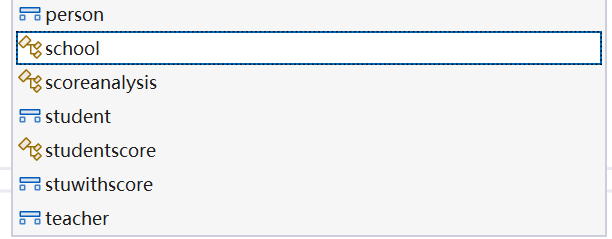 person
school
scoreanalysis
student
studentscore
stuwithscore
teacher